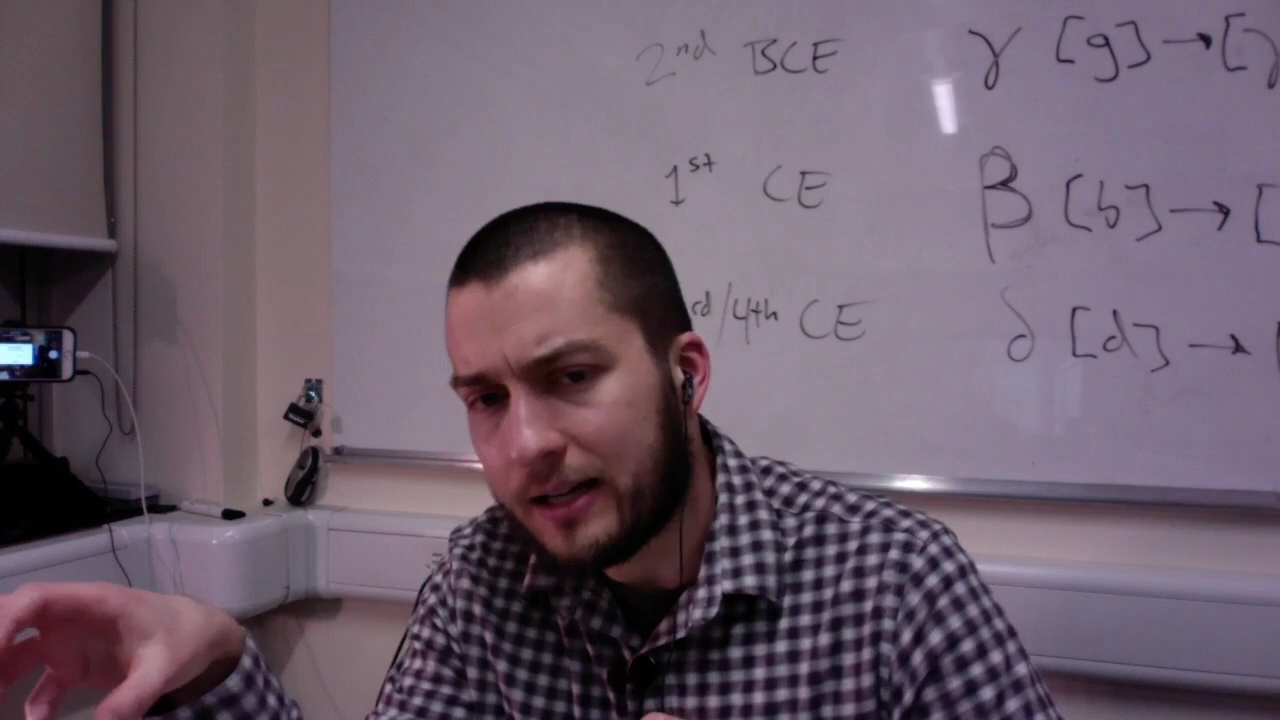 2nd BCE γ [g] → [γ
1st CE β [b] → [
rd/4th CE δ [d] → [